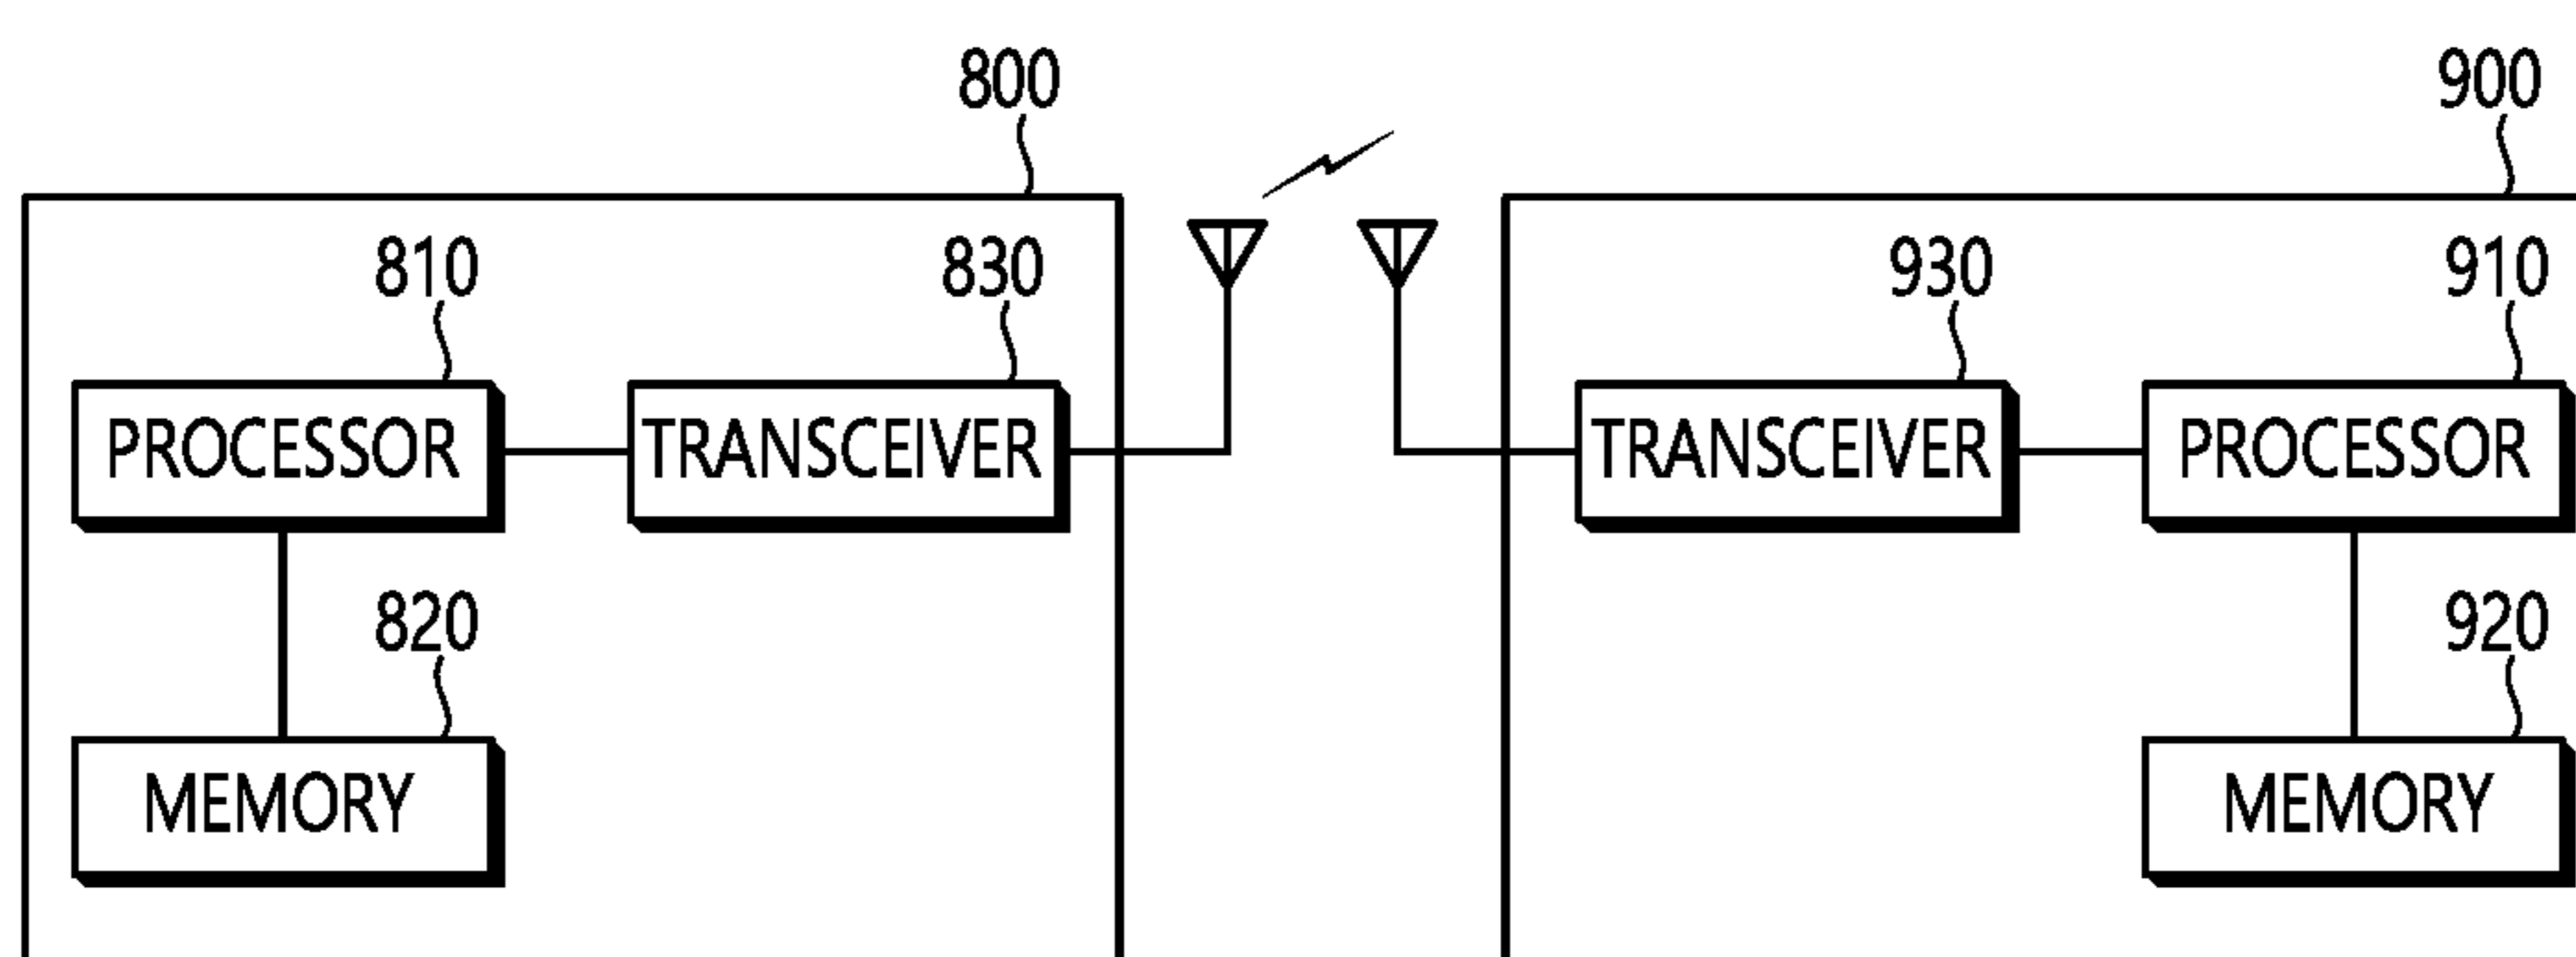 800 900
810 830 930 910
PROCESSOR TRANSCEIVER TRANSCEIVER PROCESSOR
820 920
MEMORY MEMORY